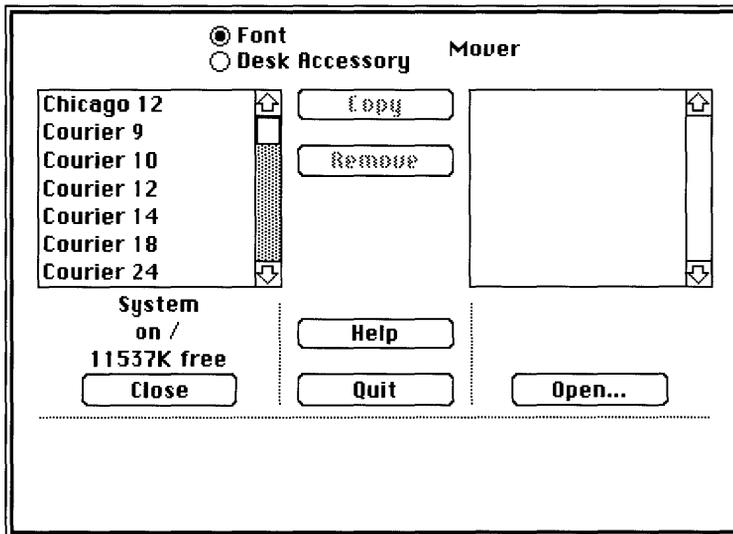 Font
Desk Accessory
Mover
Chicago 12
Courier 9
Courier 10
Courier 12
Courier 14
Courier 18
Courier 24
Copy
Remove
System
on /
11537K free
Close
Help
Quit
Open...